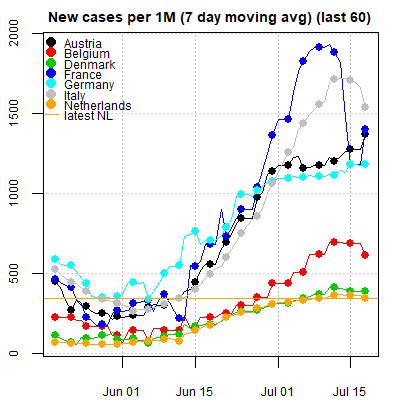 New cases per 1M (7 day moving avg) (last 60)
Austria
Belgium
Denmark
France
Germany
Italy
Netherlands
latest NL
2000
1500
1000
500
0
Jun 01
Jun 15
Jul 01
Jul 15